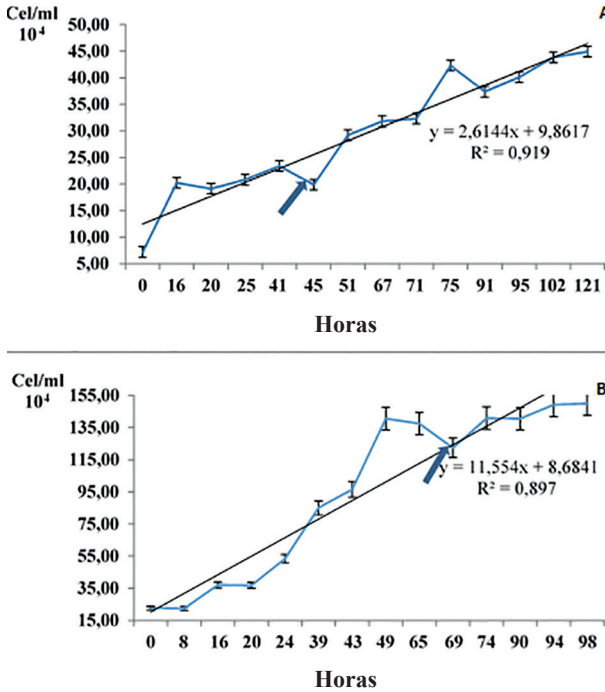 Cel/ml
10⁴
A
50,00
45,00
40,00
35,00
30,00
25,00
20,00
15,00
10,00
5,00
y = 2,6144x + 9,8617
R² = 0,919
0 16 20 25 41 45 51 67 71 75 91 95 102 121
Horas
Cel/ml
10⁴
B
155,00
135,00
115,00
95,00
75,00
55,00
35,00
15,00
y = 11,554x + 8,6841
R² = 0,897
0 8 16 20 24 39 43 49 65 69 74 90 94 98
Horas